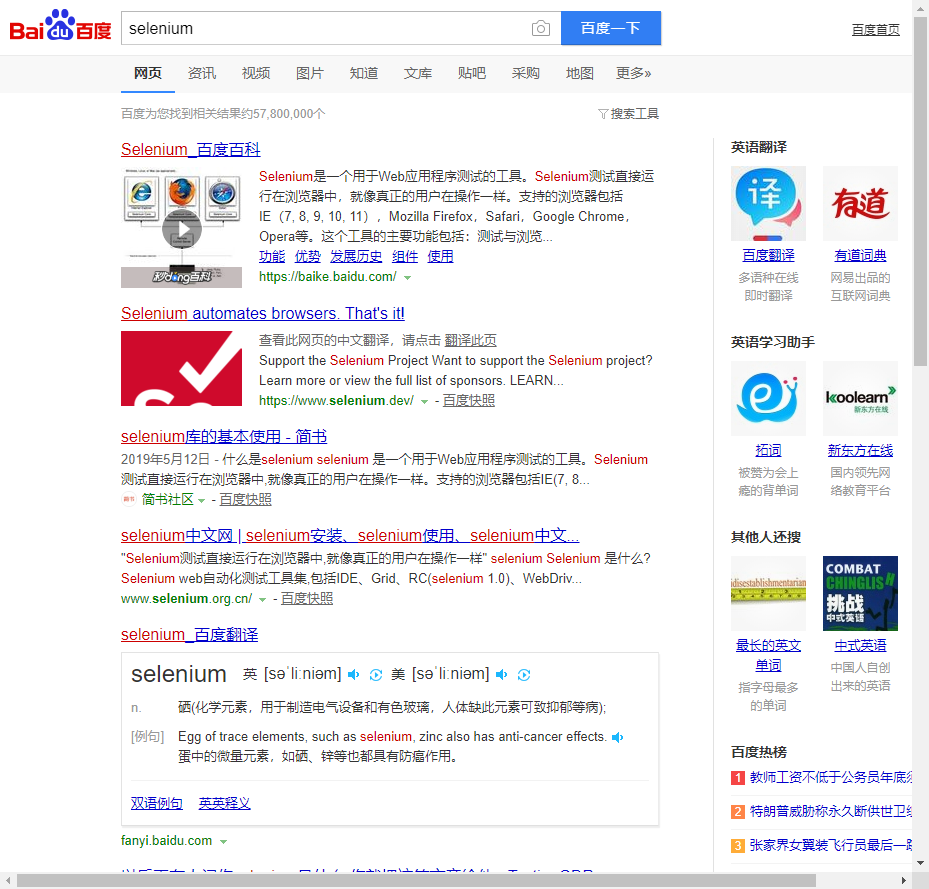 Bai du 百度
selenium
百度一下
百度首页
网页 资讯 视频 图片 知道 文库 贴吧 采购 地图 更多»
百度为您找到相关结果约57,800,000个
搜索工具
Selenium_百度百科
Selenium是一个用于Web应用程序测试的工具。Selenium测试直接运
行在浏览器中，就像真正的用户在操作一样。支持的浏览器包括
IE（7, 8, 9, 10, 11），Mozilla Firefox，Safari，Google Chrome，
Opera等。这个工具的主要功能包括：测试与浏览...
功能 优势 发展历史 组件 使用
秒dong百科
https://baike.baidu.com/
Selenium automates browsers. That's it!
查看此网页的中文翻译，请点击 翻译此页
Support the Selenium Project Want to support the Selenium project?
Learn more or view the full list of sponsors. LEARN...
https://www.selenium.dev/ - 百度快照
selenium库的基本使用 - 简书
2019年5月12日 - 什么是selenium selenium 是一个用于Web应用程序测试的工具。Selenium
测试直接运行在浏览器中,就像真正的用户在操作一样。支持的浏览器包括IE(7, 8...
简书社区 - 百度快照
selenium中文网 | selenium安装、selenium使用、selenium中文...
"Selenium测试直接运行在浏览器中,就像真正的用户在操作一样" selenium Selenium 是什么?
Selenium web自动化测试工具集,包括IDE、Grid、RC(selenium 1.0)、WebDriv...
www.selenium.org.cn/ - 百度快照
selenium_百度翻译
selenium 英 [səˈliːniəm] 美 [səˈliːniəm]
n. 硒(化学元素，用于制造电气设备和有色玻璃，人体缺此元素可致抑郁等病);
[例句] Egg of trace elements, such as selenium, zinc also has anti-cancer effects.
蛋中的微量元素，如硒、锌等也都具有防癌作用。
双语例句 英英释义
fanyi.baidu.com
英语翻译
译 有道
百度翻译 有道词典
多语种在线 网易出品的
即时翻译 互联网词典
英语学习助手
koolearn
新东方在线
拓词 新东方在线
被赞为会上 国内领先网
瘾的背单词 络教育平台
其他人还搜
disestablishmentarian
COMBAT
CHINGLISH
挑战
中式英语
最长的英文 中式英语
单词 中国人自创
指字母最多 出来的英语
的单词
百度热榜
1 教师工资不低于公务员年底
2 特朗普威胁称永久断供世卫
3 张家界女翼装飞行员最后一